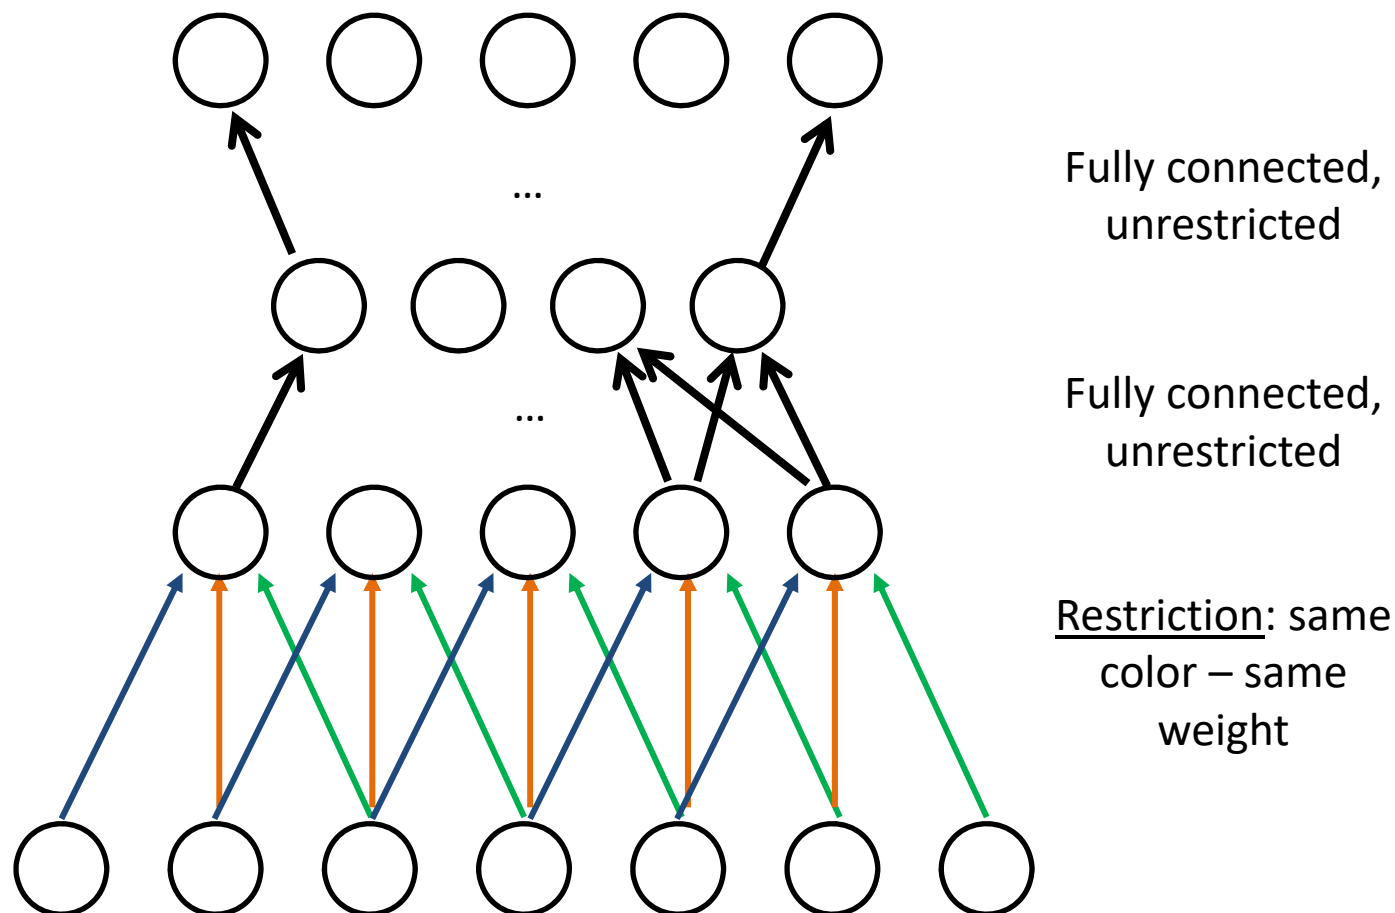 Fully connected,
unrestricted
...
Fully connected,
unrestricted
...
Restriction: same
color – same
weight